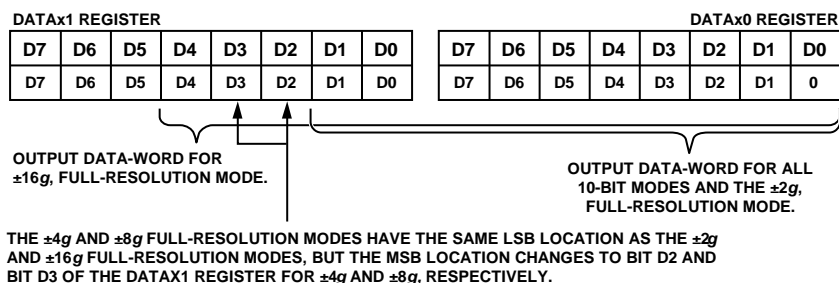 DATAx1 REGISTER
DATAx0 REGISTER
D7 D6 D5 D4 D3 D2 D1 D0
D7 D6 D5 D4 D3 D2 D1 D0
D7 D6 D5 D4 D3 D2 D1 D0
D7 D6 D5 D4 D3 D2 D1 0
OUTPUT DATA-WORD FOR
±16g, FULL-RESOLUTION MODE.
OUTPUT DATA-WORD FOR ALL
10-BIT MODES AND THE ±2g,
FULL-RESOLUTION MODE.
THE ±4g AND ±8g FULL-RESOLUTION MODES HAVE THE SAME LSB LOCATION AS THE ±2g
AND ±16g FULL-RESOLUTION MODES, BUT THE MSB LOCATION CHANGES TO BIT D2 AND
BIT D3 OF THE DATAX1 REGISTER FOR ±4g AND ±8g, RESPECTIVELY.